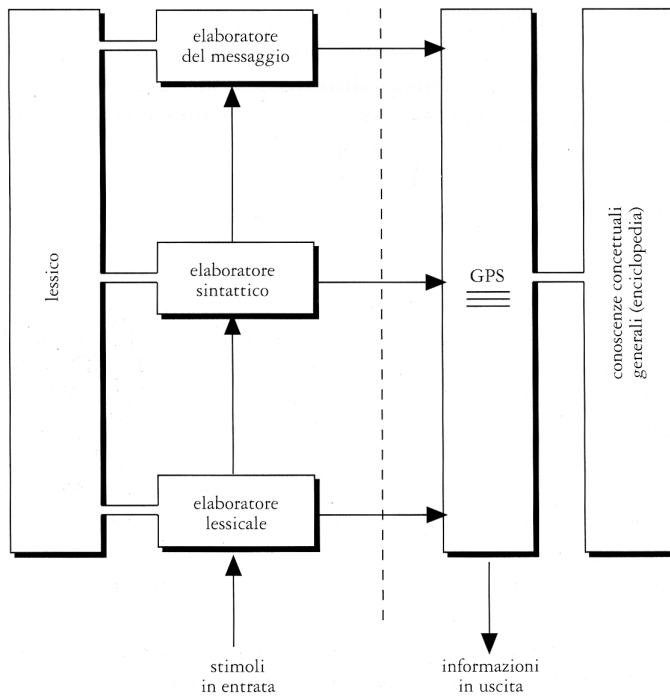 elaboratore
del messaggio
lessico
elaboratore
sintattico
GPS
conoscenze concettuali
generali (enciclopedia)
elaboratore
lessicale
stimoli
in entrata
informazioni
in uscita